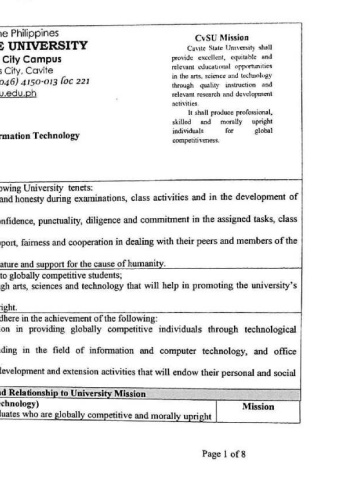 ne Philippines
E UNIVERSITY
City Campus
s City, Cavite
046) 4150-013 loc 221
u.edu.ph
rmation Technology
CvSU Mission
Cavite State University shall
provide excellent, equitable and
relevant educational opportunities
in the arts, science and technology
through quality instruction and
relevant research and development
activities.
It shall produce professional,
skilled and morally upright
individuals for global
competitiveness.
owing University tenets:
and honesty during examinations, class activities and in the development of
nfidence, punctuality, diligence and commitment in the assigned tasks, class
port, fairness and cooperation in dealing with their peers and members of the
ature and support for the cause of humanity.
to globally competitive students;
gh arts, sciences and technology that will help in promoting the university's
ight.
dhere in the achievement of the following:
ion in providing globally competitive individuals through technological
ding in the field of information and computer technology, and office
evelopment and extension activities that will endow their personal and social
nd Relationship to University Mission
chnology)
Mission
luates who are globally competitive and morally upright
Page 1 of 8